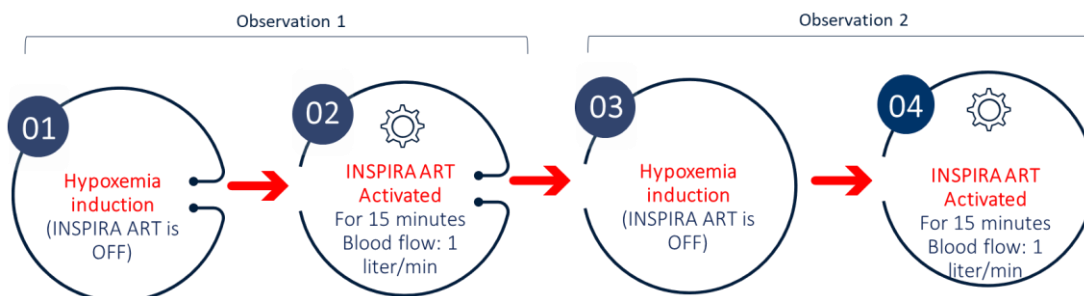 Observation 1
Observation 2
01
Hypoxemia
induction
(INSPIRA ART is
OFF)
02
INSPIRA ART
Activated
For 15 minutes
Blood flow: 1
liter/min
03
Hypoxemia
induction
(INSPIRA ART is
OFF)
04
INSPIRA ART
Activated
For 15 minutes
Blood flow: 1
liter/min